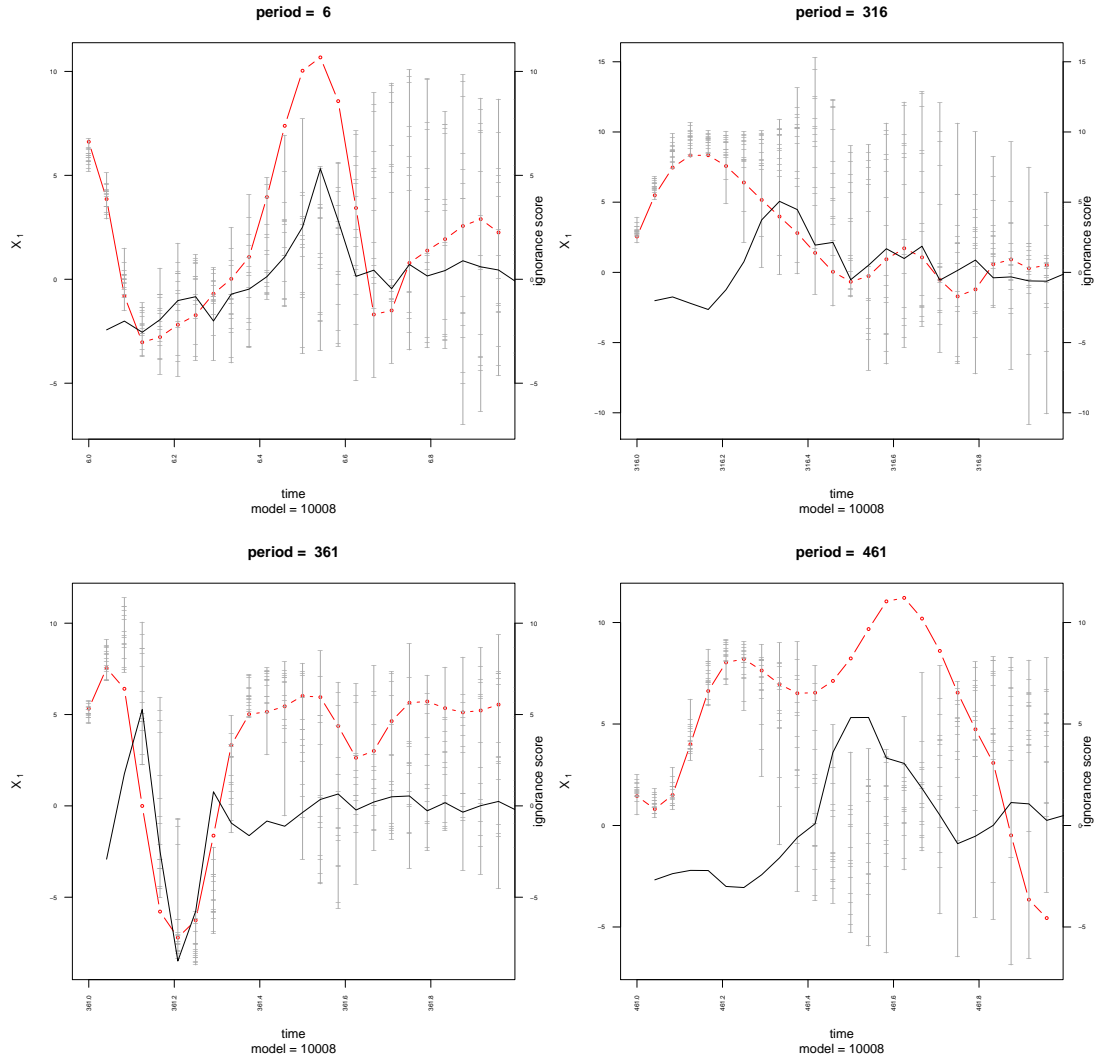 period = 6
10
5
0
−5
10
5
0
−5
X 1
ignorance score
6.0
6.2
6.4
6.6
6.8
time
model = 10008
period = 316
15
10
5
0
−5
−10
15
10
5
0
−5
−10
X 1
ignorance score
316.0
316.2
316.4
316.6
316.8
time
model = 10008
period = 361
10
5
0
−5
10
5
0
−5
X 1
ignorance score
361.0
361.2
361.4
361.6
361.8
time
model = 10008
period = 461
10
5
0
−5
10
5
0
−5
X 1
ignorance score
461.0
461.2
461.4
461.6
461.8
time
model = 10008